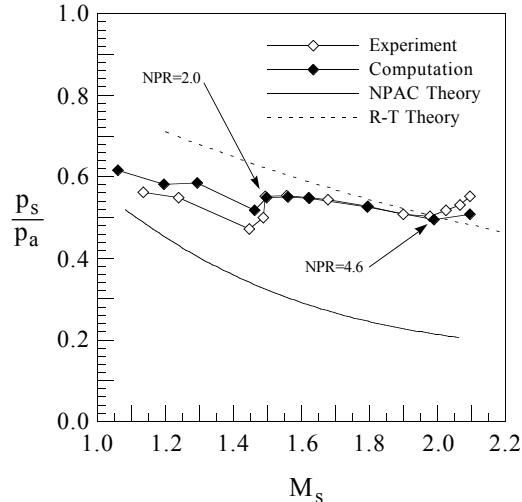 1.0
0.8
0.6
0.4
0.2
0.0
p_s
p_a
Experiment
Computation
NPAC Theory
R-T Theory
NPR=2.0
NPR=4.6
1.0 1.2 1.4 1.6 1.8 2.0 2.2
M_s